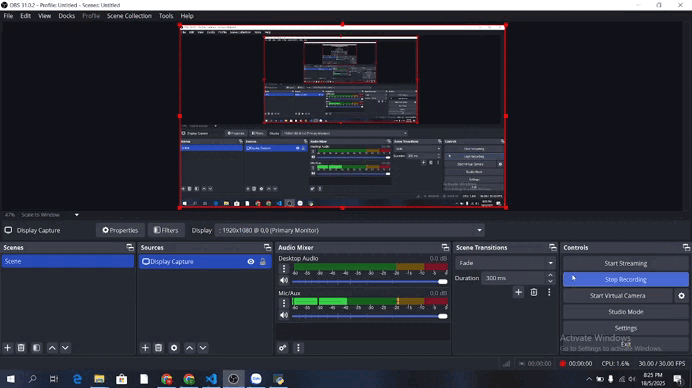 OBS 31.0.2 - Profile: Untitled - Scenes: Untitled
File Edit View Docks Profile Scene Collection Tools Help
47% Scale to Window
Display Capture Properties Filters Display : 1920x1080 @ 0,0 (Primary Monitor)
Scenes
Scene
Sources
Display Capture
Audio Mixer
Desktop Audio 0.0 dB
-60 -55 -50 -45 -40 -35 -30 -25 -20 -15 -10 -5 0
Mic/Aux 0.0 dB
-60 -55 -50 -45 -40 -35 -30 -25 -20 -15 -10 -5 0
Scene Transitions
Fade
Duration 300 ms
Controls
Start Streaming
Stop Recording
Start Virtual Camera
Studio Mode
Settings
Exit
Activate Windows
Go to Settings to activate Windows.
00:00:00 00:00:00 CPU: 1.6% 30.00 / 30.00 FPS
8:25 PM
18/5/2025